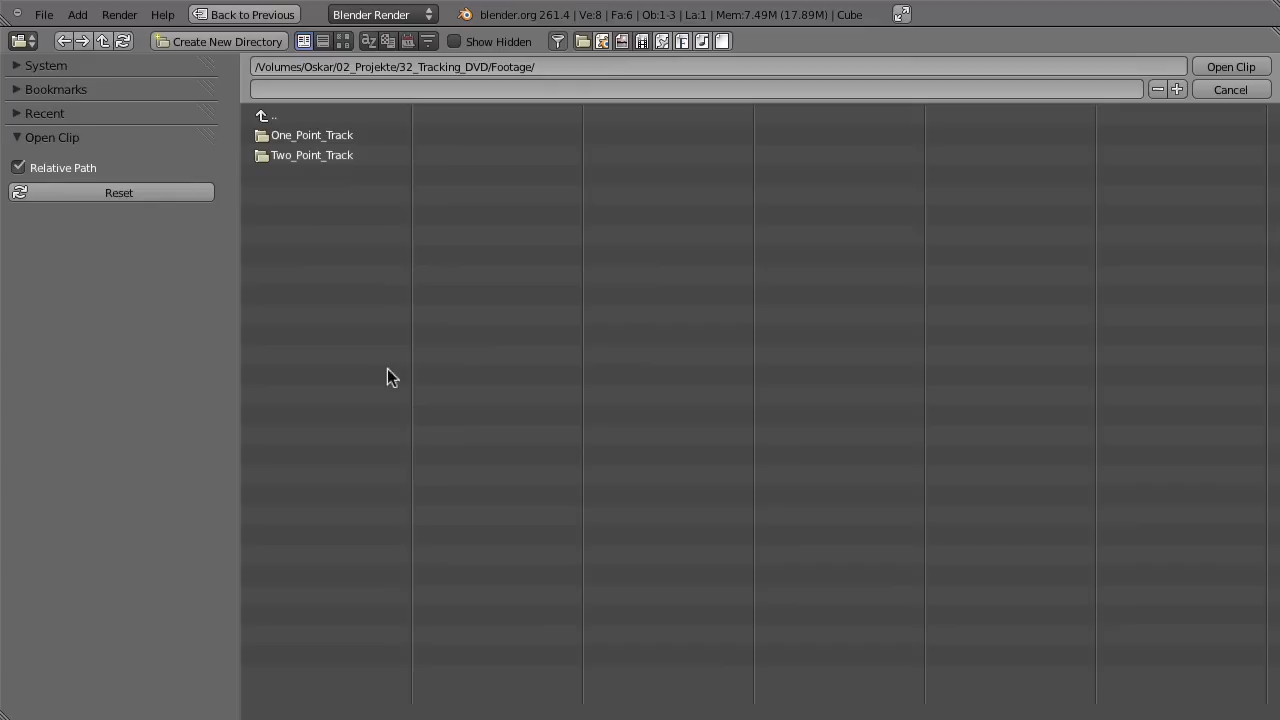 File Add Render Help Back to Previous Blender Render blender.org 261.4 | Ve:8 | Fa:6 | Ob:1-3 | La:1 | Mem:7.49M (17.89M) | Cube
Create New Directory Show Hidden
System
Bookmarks
Recent
Open Clip
Relative Path
Reset
/Volumes/Oskar/02_Projekte/32_Tracking_DVD/Footage/ Open Clip
Cancel
..
One_Point_Track
Two_Point_Track